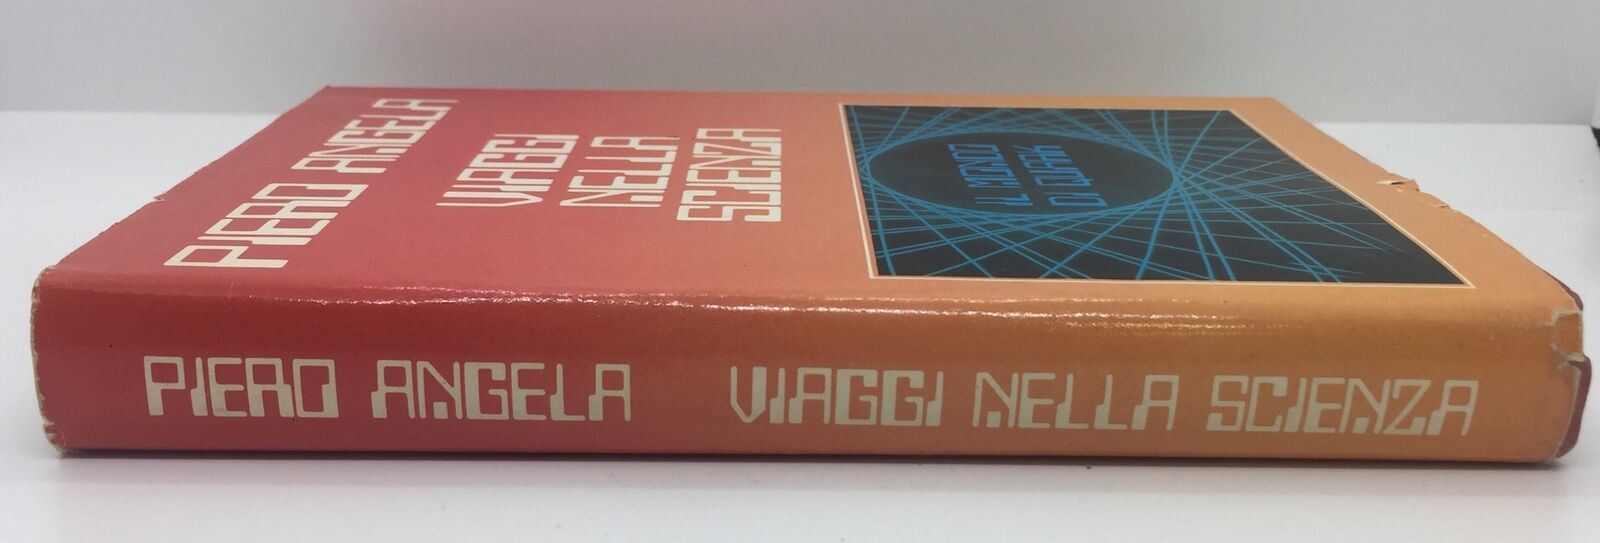 PIERO ANGELA
VIAGGI
NELLA
SCIENZA
IL MONDO
DI QUARK
PIERO ANGELA VIAGGI NELLA SCIENZA